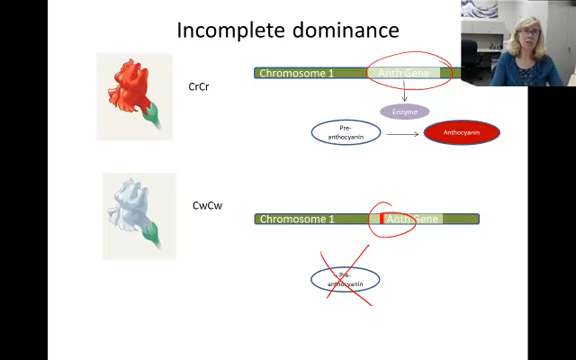 Incomplete dominance
CrCr
Chromosome 1
Anth Gene
Enzyme
Pre-
anthocyanin
Anthocyanin
CwCw
Chromosome 1
Anth Gene
Pre-
anthocyanin